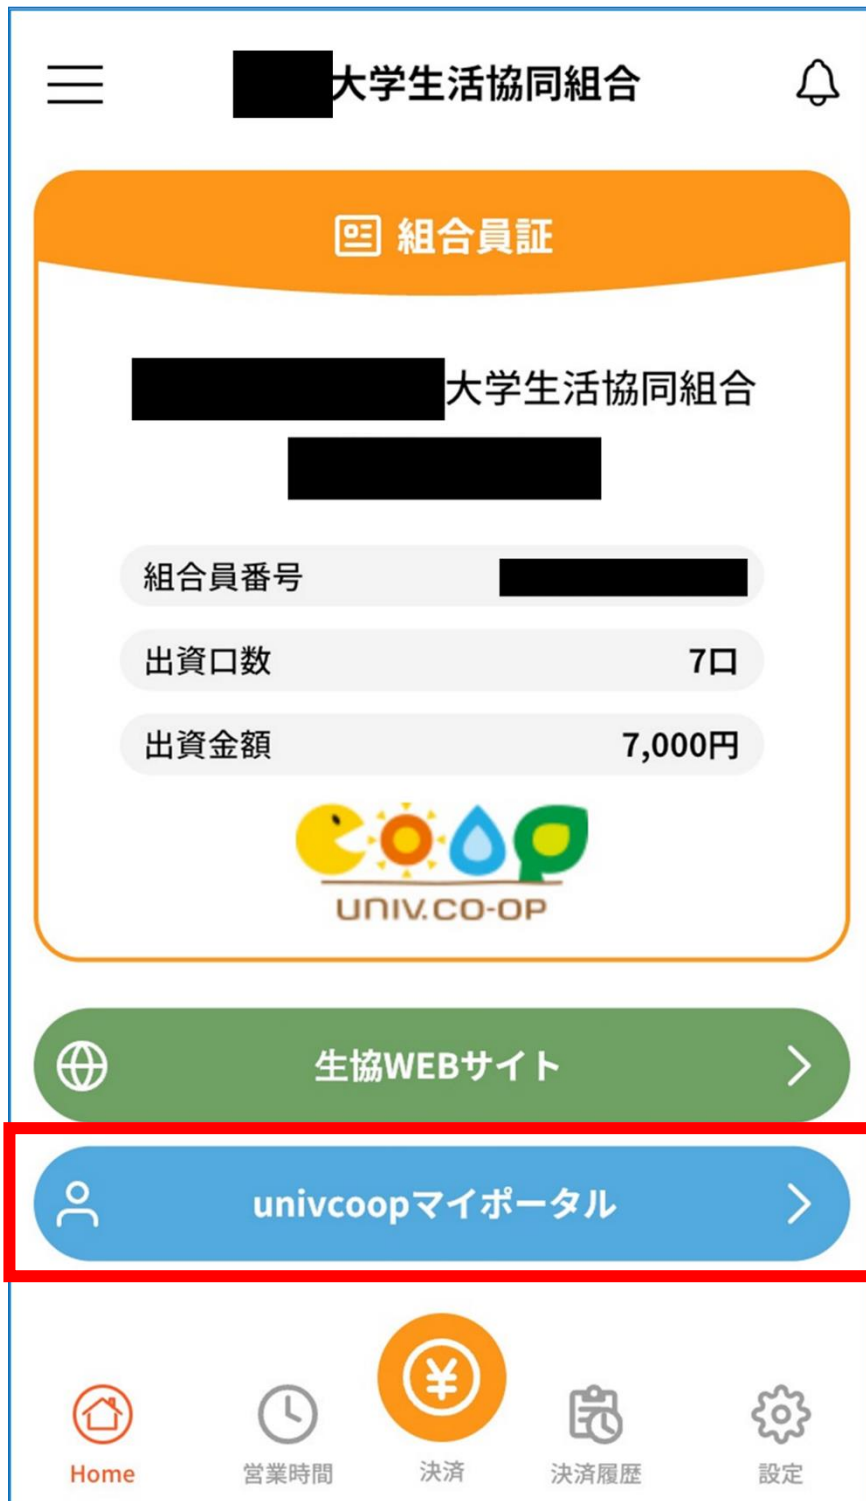 大学生活協同組合
組合員証
大学生活協同組合
組合員番号
出資口数 7口
出資金額 7,000円
UNIV.CO-OP
生協WEBサイト
univcoopマイポータル
Home 営業時間 決済 決済履歴 設定